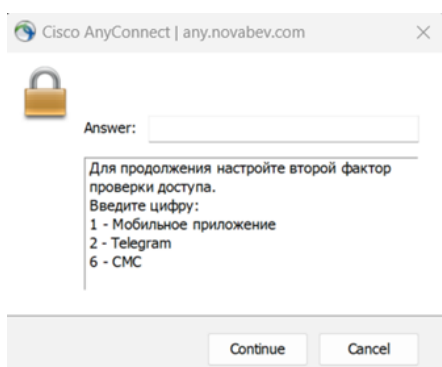 Cisco AnyConnect | any.novabev.com
Answer:
Для продолжения настройте второй фактор
проверки доступа.
Введите цифру:
1 - Мобильное приложение
2 - Telegram
6 - СМС
Continue Cancel